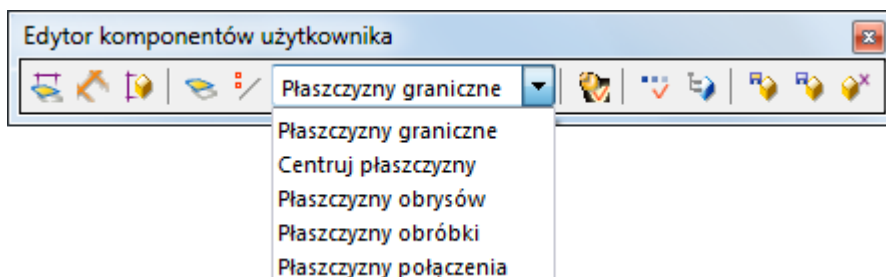 Edytor komponentów użytkownika
Płaszczyzny graniczne
Płaszczyzny graniczne
Centruj płaszczyzny
Płaszczyzny obrysów
Płaszczyzny obróbki
Płaszczyzny połączenia